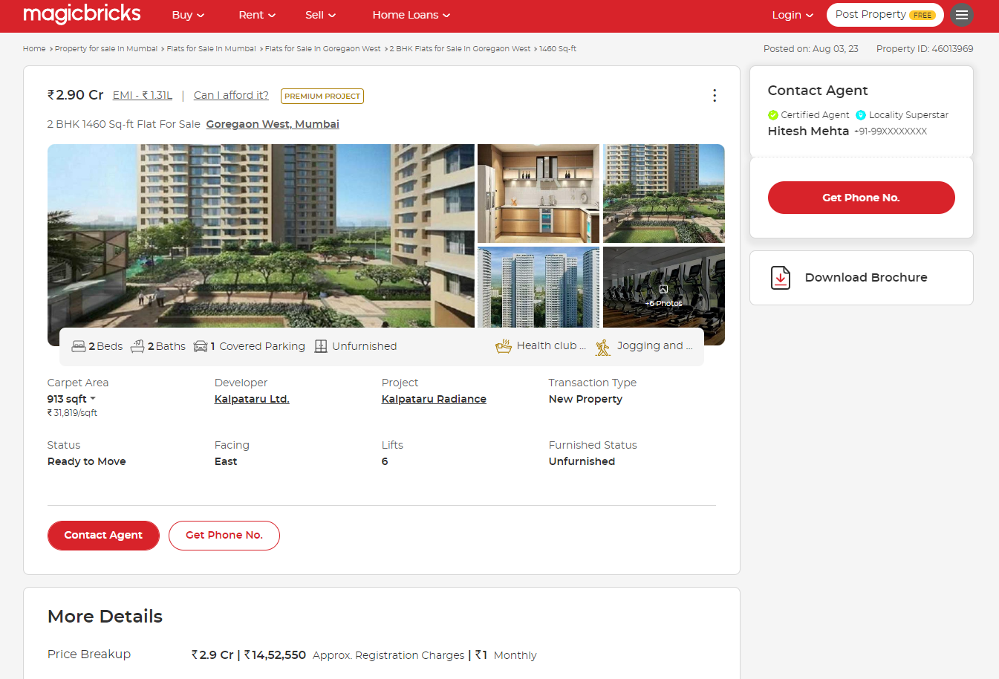 magicbricks
Buy Rent Sell Home Loans Login Post Property FREE
Home > Property for sale in Mumbai > Flats for Sale in Mumbai > Flats for Sale in Goregaon West > 2 BHK Flats for Sale in Goregaon West > 1460 Sq-ft
Posted on: Aug 03, 23 Property ID: 46013969
₹2.90 Cr EMI - ₹ 1.31L | Can I afford it? PREMIUM PROJECT
2 BHK 1460 Sq-ft Flat For Sale Goregaon West, Mumbai
+6 Photos
2 Beds 2 Baths 1 Covered Parking Unfurnished Health club ... Jogging and ...
Carpet Area Developer Project Transaction Type
913 sqft Kalpataru Ltd. Kalpataru Radiance New Property
₹31,819/sqft
Status Facing Lifts Furnished Status
Ready to Move East 6 Unfurnished
Contact Agent Get Phone No.
More Details
Price Breakup ₹2.9 Cr | ₹14,52,550 Approx. Registration Charges | ₹1 Monthly
Contact Agent
Certified Agent Locality Superstar
Hitesh Mehta +91-99XXXXXXXX
Get Phone No.
Download Brochure